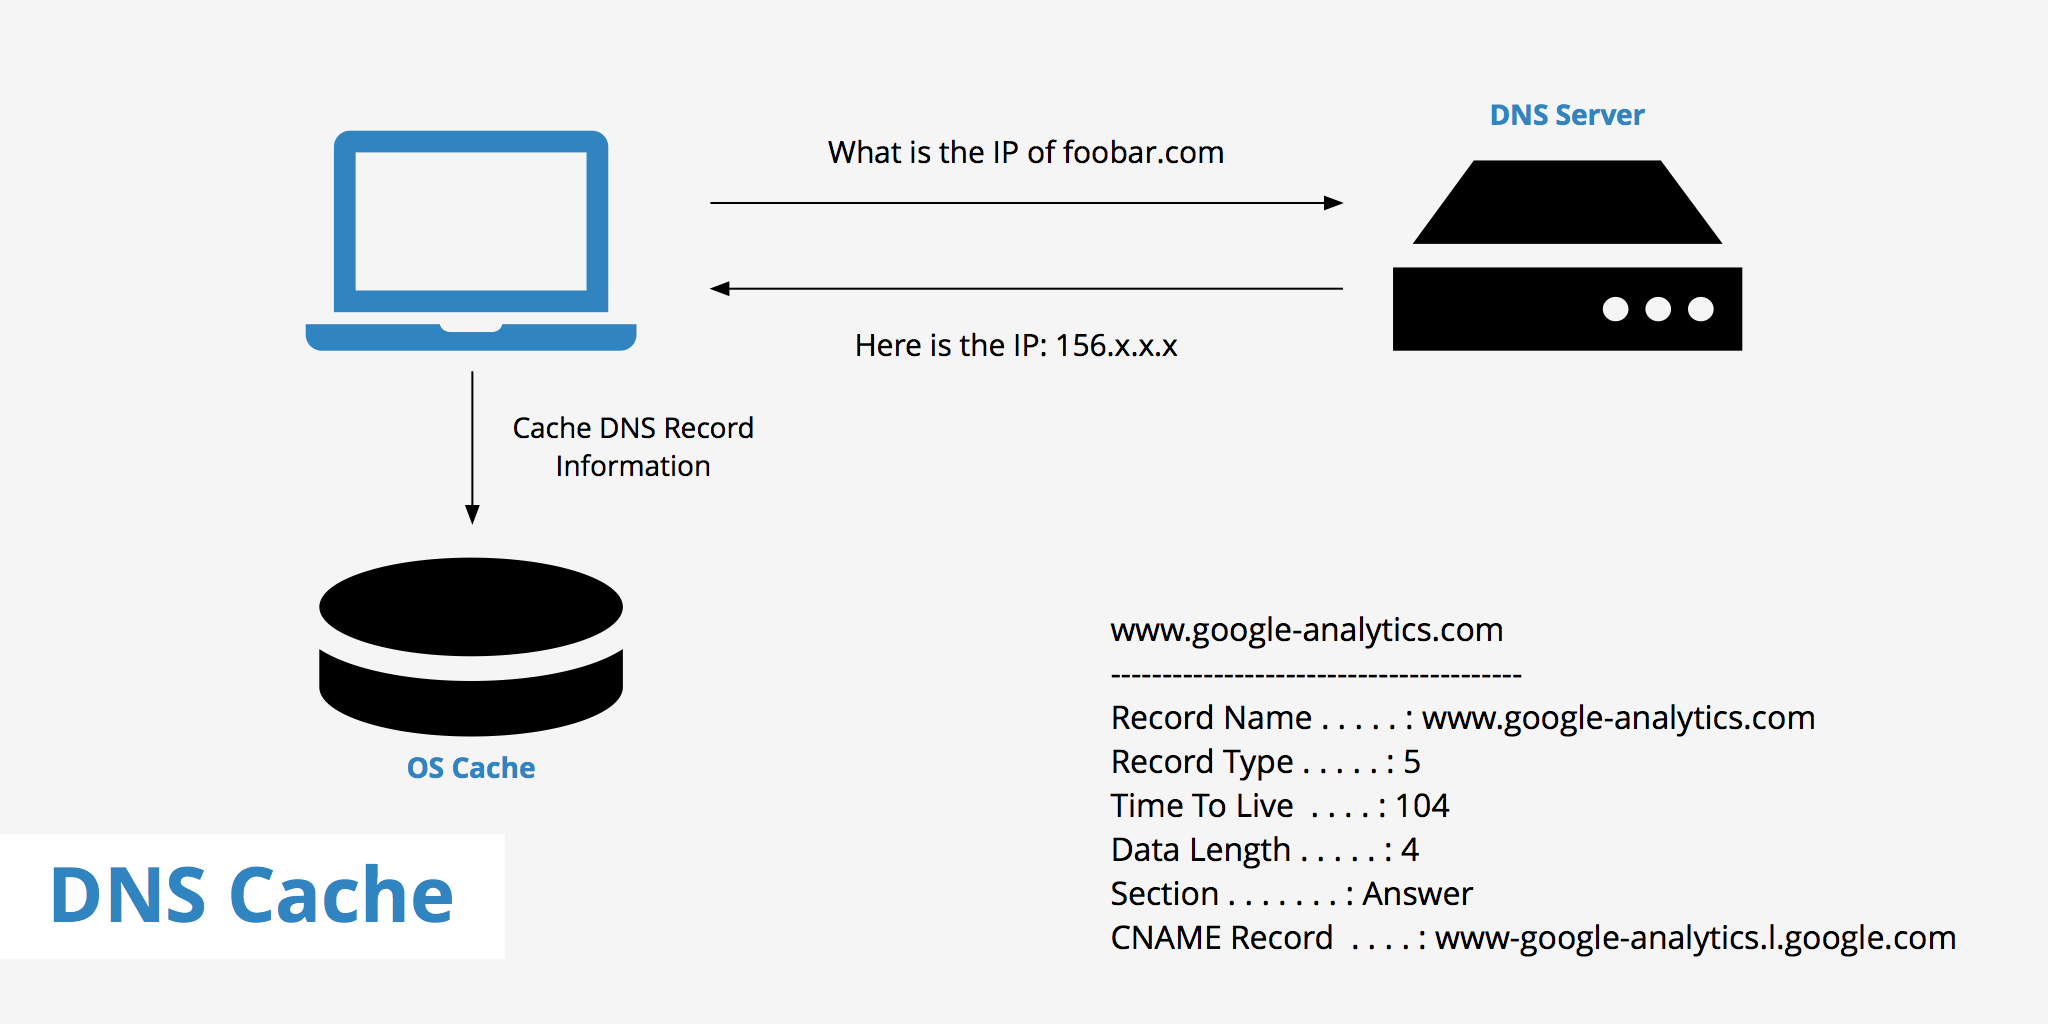 DNS Server
What is the IP of foobar.com
Here is the IP: 156.x.x.x
Cache DNS Record
Information
OS Cache
www.google-analytics.com
----------------------------------------
Record Name . . . . . : www.google-analytics.com
Record Type . . . . . : 5
Time To Live  . . . . : 104
Data Length . . . . . : 4
Section . . . . . . . : Answer
CNAME Record  . . . . : www-google-analytics.l.google.com
DNS Cache